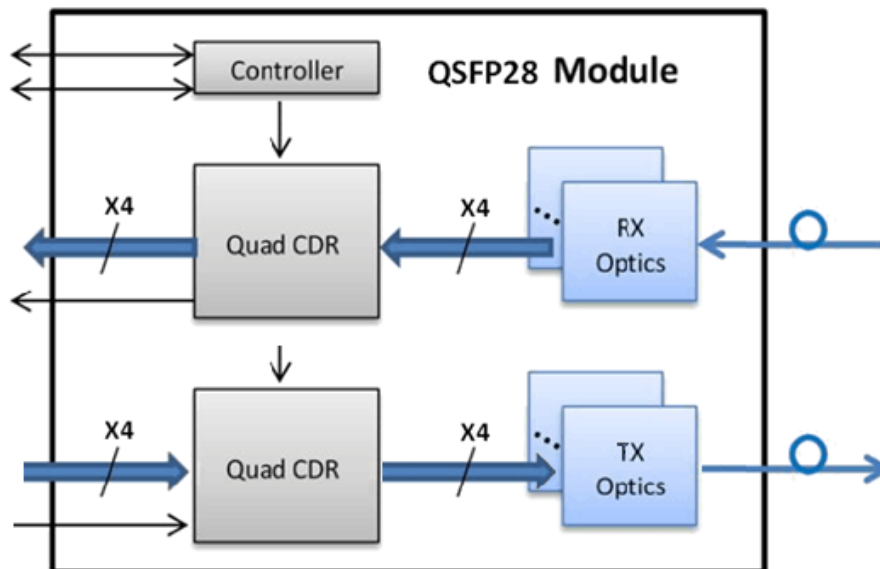 Controller
QSFP28 Module
X4
Quad CDR
X4
RX
Optics
X4
Quad CDR
X4
TX
Optics